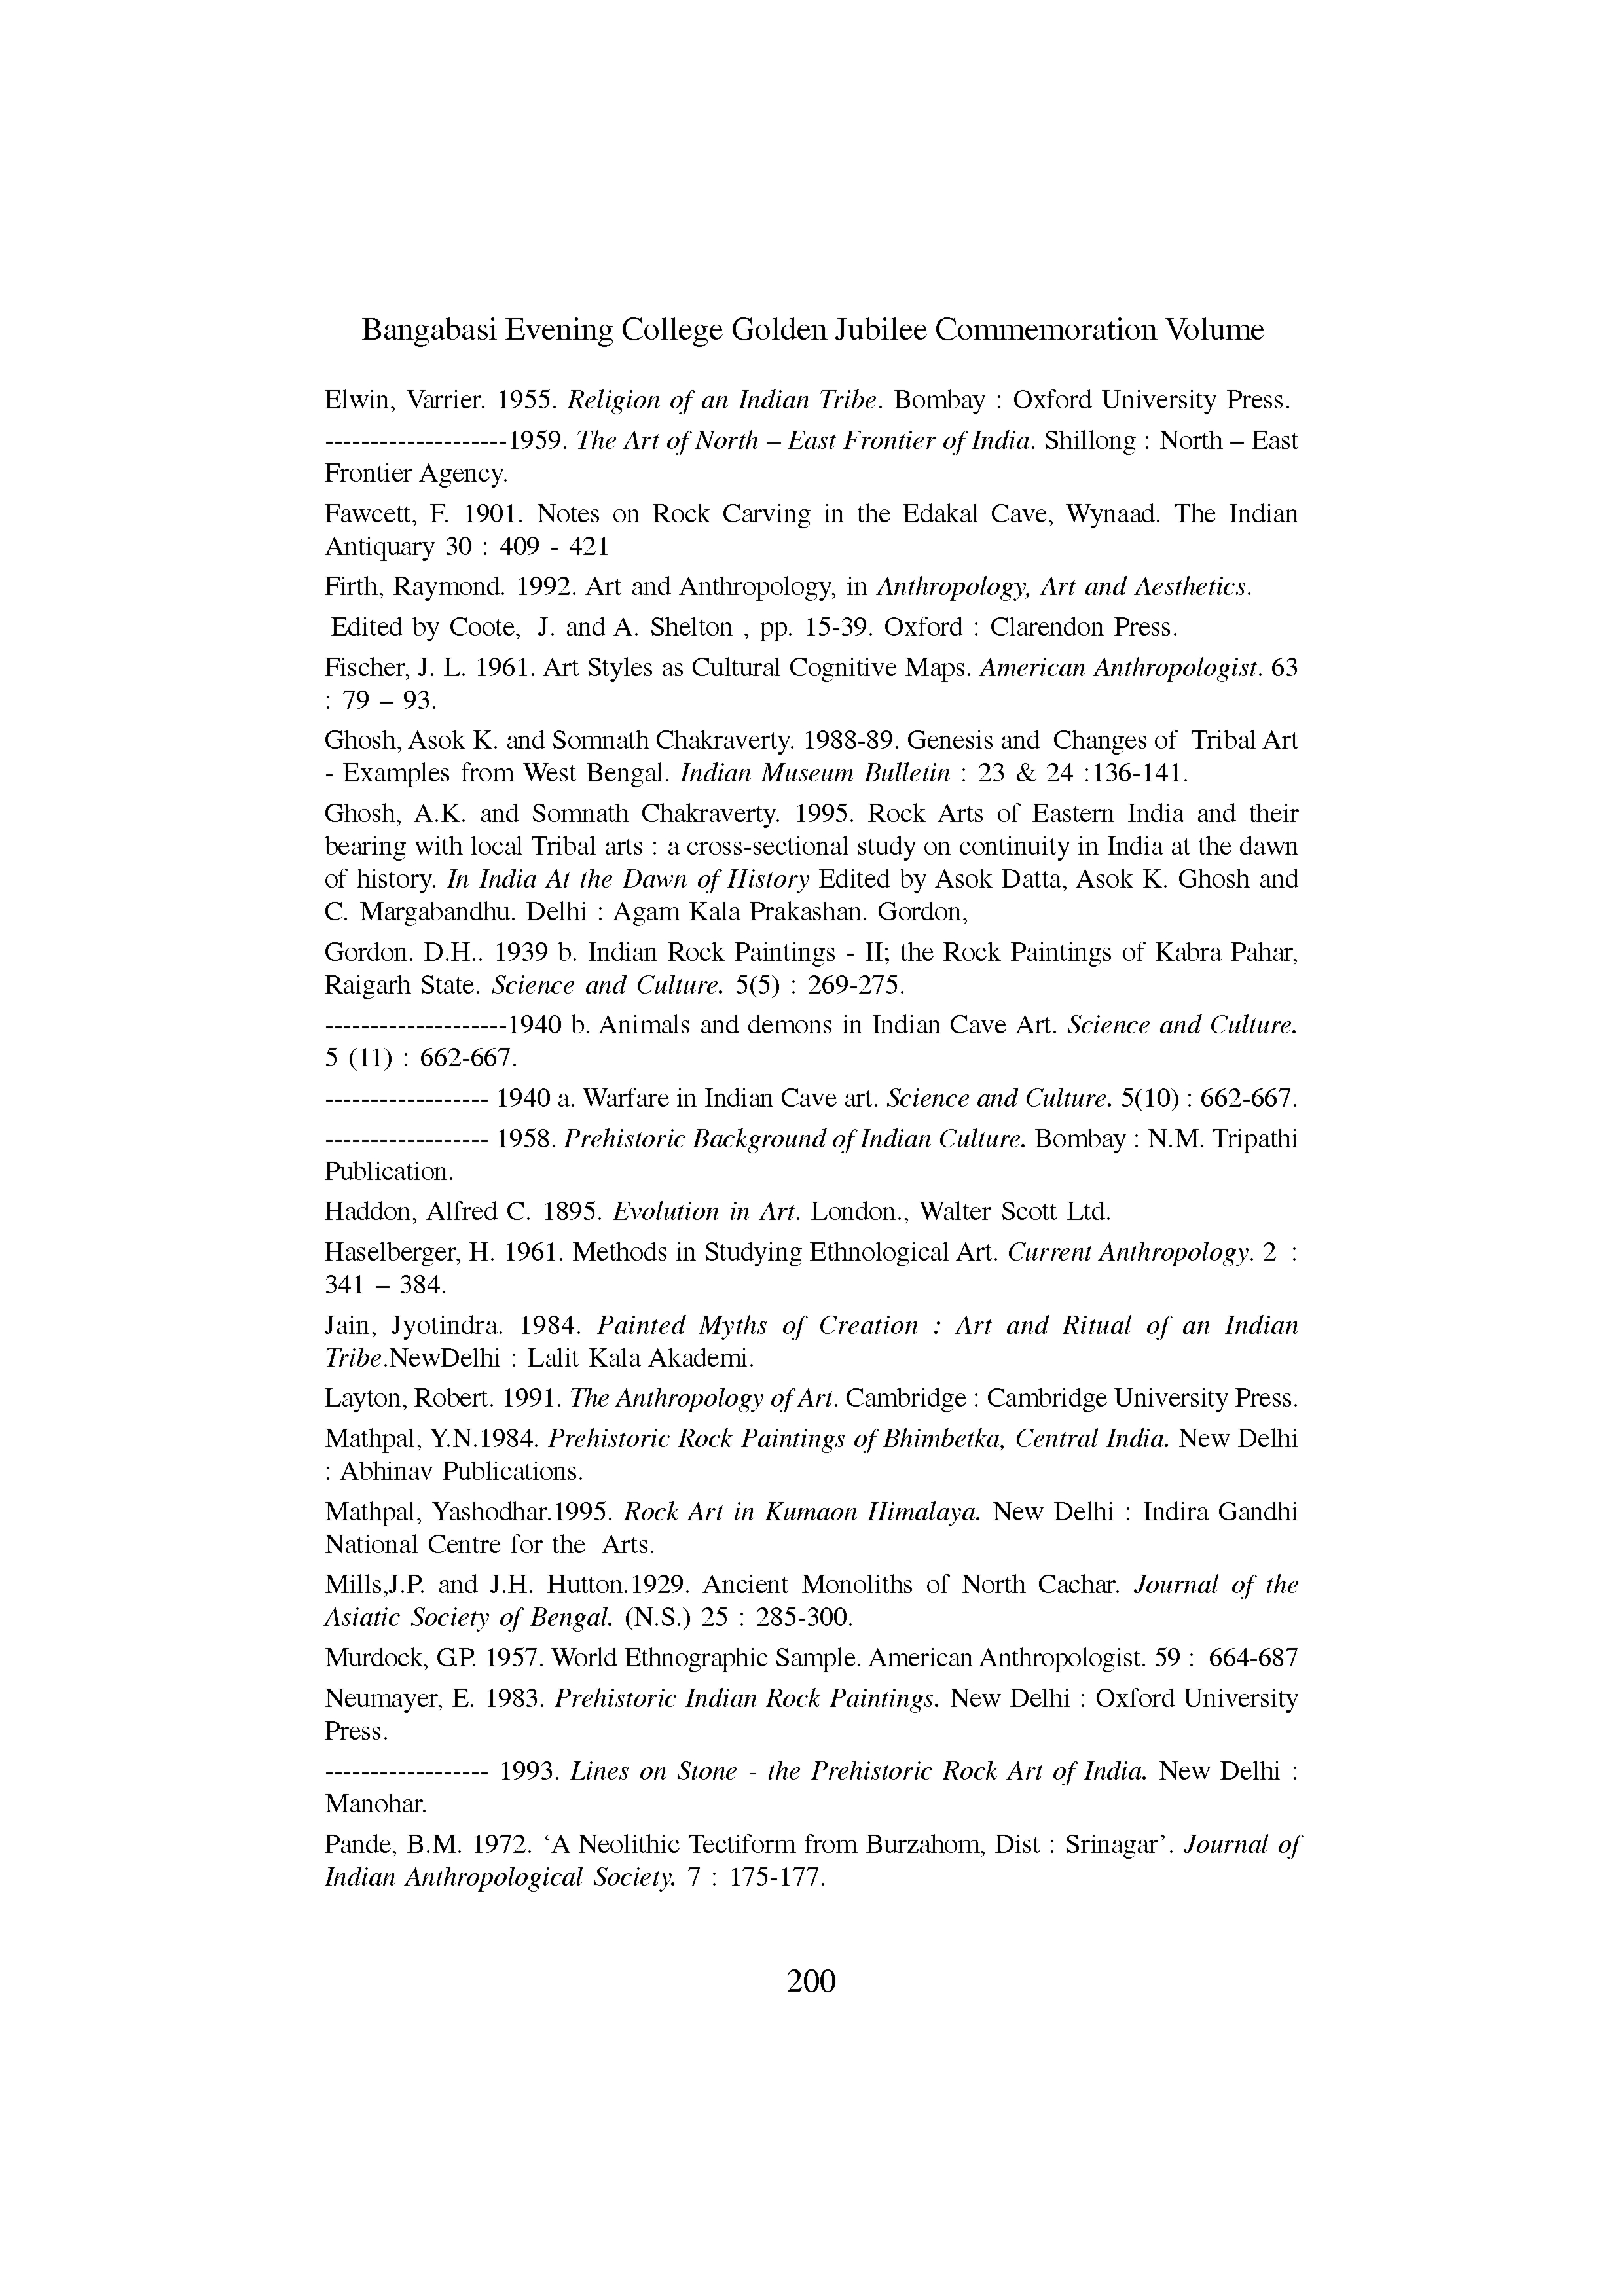 Bangabasi Evening College Golden Jubilee Commemoration Volume
Elwin, Varrier. 1955. Religion of an Indian Tribe. Bombay : Oxford University Press.
--------------------1959. The Art of North – East Frontier of India. Shillong : North – East
Frontier Agency.
Fawcett, F. 1901. Notes on Rock Carving in the Edakal Cave, Wynaad. The Indian
Antiquary 30 : 409 - 421
Firth, Raymond. 1992. Art and Anthropology, in Anthropology, Art and Aesthetics.
Edited by Coote, J. and A. Shelton , pp. 15-39. Oxford : Clarendon Press.
Fischer, J. L. 1961. Art Styles as Cultural Cognitive Maps. American Anthropologist. 63
: 79 – 93.
Ghosh, Asok K. and Somnath Chakraverty. 1988-89. Genesis and Changes of Tribal Art
- Examples from West Bengal. Indian Museum Bulletin : 23 & 24 :136-141.
Ghosh, A.K. and Somnath Chakraverty. 1995. Rock Arts of Eastern India and their
bearing with local Tribal arts : a cross-sectional study on continuity in India at the dawn
of history. In India At the Dawn of History Edited by Asok Datta, Asok K. Ghosh and
C. Margabandhu. Delhi : Agam Kala Prakashan. Gordon,
Gordon. D.H.. 1939 b. Indian Rock Paintings - II; the Rock Paintings of Kabra Pahar,
Raigarh State. Science and Culture. 5(5) : 269-275.
--------------------1940 b. Animals and demons in Indian Cave Art. Science and Culture.
5 (11) : 662-667.
------------------ 1940 a. Warfare in Indian Cave art. Science and Culture. 5(10) : 662-667.
------------------ 1958. Prehistoric Background of Indian Culture. Bombay : N.M. Tripathi
Publication.
Haddon, Alfred C. 1895. Evolution in Art. London., Walter Scott Ltd.
Haselberger, H. 1961. Methods in Studying Ethnological Art. Current Anthropology. 2 :
341 – 384.
Jain, Jyotindra. 1984. Painted Myths of Creation : Art and Ritual of an Indian
Tribe.NewDelhi : Lalit Kala Akademi.
Layton, Robert. 1991. The Anthropology of Art. Cambridge : Cambridge University Press.
Mathpal, Y.N.1984. Prehistoric Rock Paintings of Bhimbetka, Central India. New Delhi
: Abhinav Publications.
Mathpal, Yashodhar.1995. Rock Art in Kumaon Himalaya. New Delhi : Indira Gandhi
National Centre for the Arts.
Mills,J.P. and J.H. Hutton.1929. Ancient Monoliths of North Cachar. Journal of the
Asiatic Society of Bengal. (N.S.) 25 : 285-300.
Murdock, G.P. 1957. World Ethnographic Sample. American Anthropologist. 59 : 664-687
Neumayer, E. 1983. Prehistoric Indian Rock Paintings. New Delhi : Oxford University
Press.
------------------ 1993. Lines on Stone - the Prehistoric Rock Art of India. New Delhi :
Manohar.
Pande, B.M. 1972. ‘A Neolithic Tectiform from Burzahom, Dist : Srinagar’. Journal of
Indian Anthropological Society. 7 : 175-177.
200